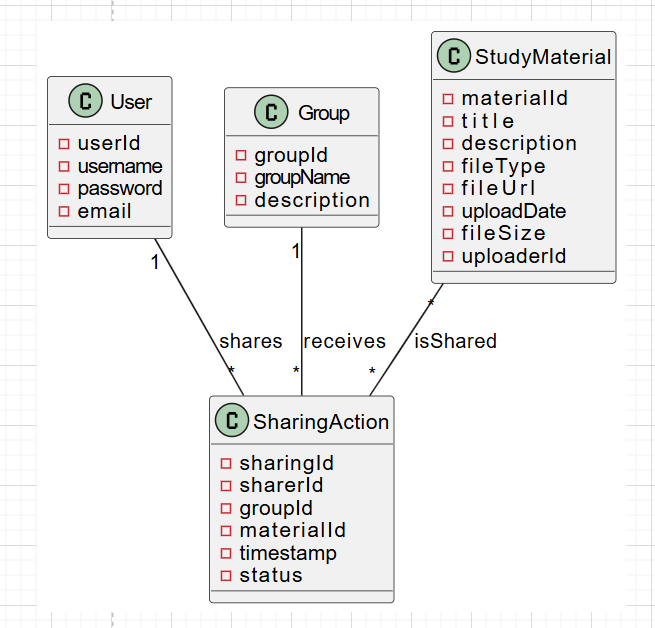 C User
userId
username
password
email
C Group
groupId
groupName
description
C StudyMaterial
materialId
title
description
fileType
fileUrl
uploadDate
fileSize
uploaderId
1
1
*
shares
receives
isShared
*
*
*
C SharingAction
sharingId
sharerId
groupId
materialId
timestamp
status